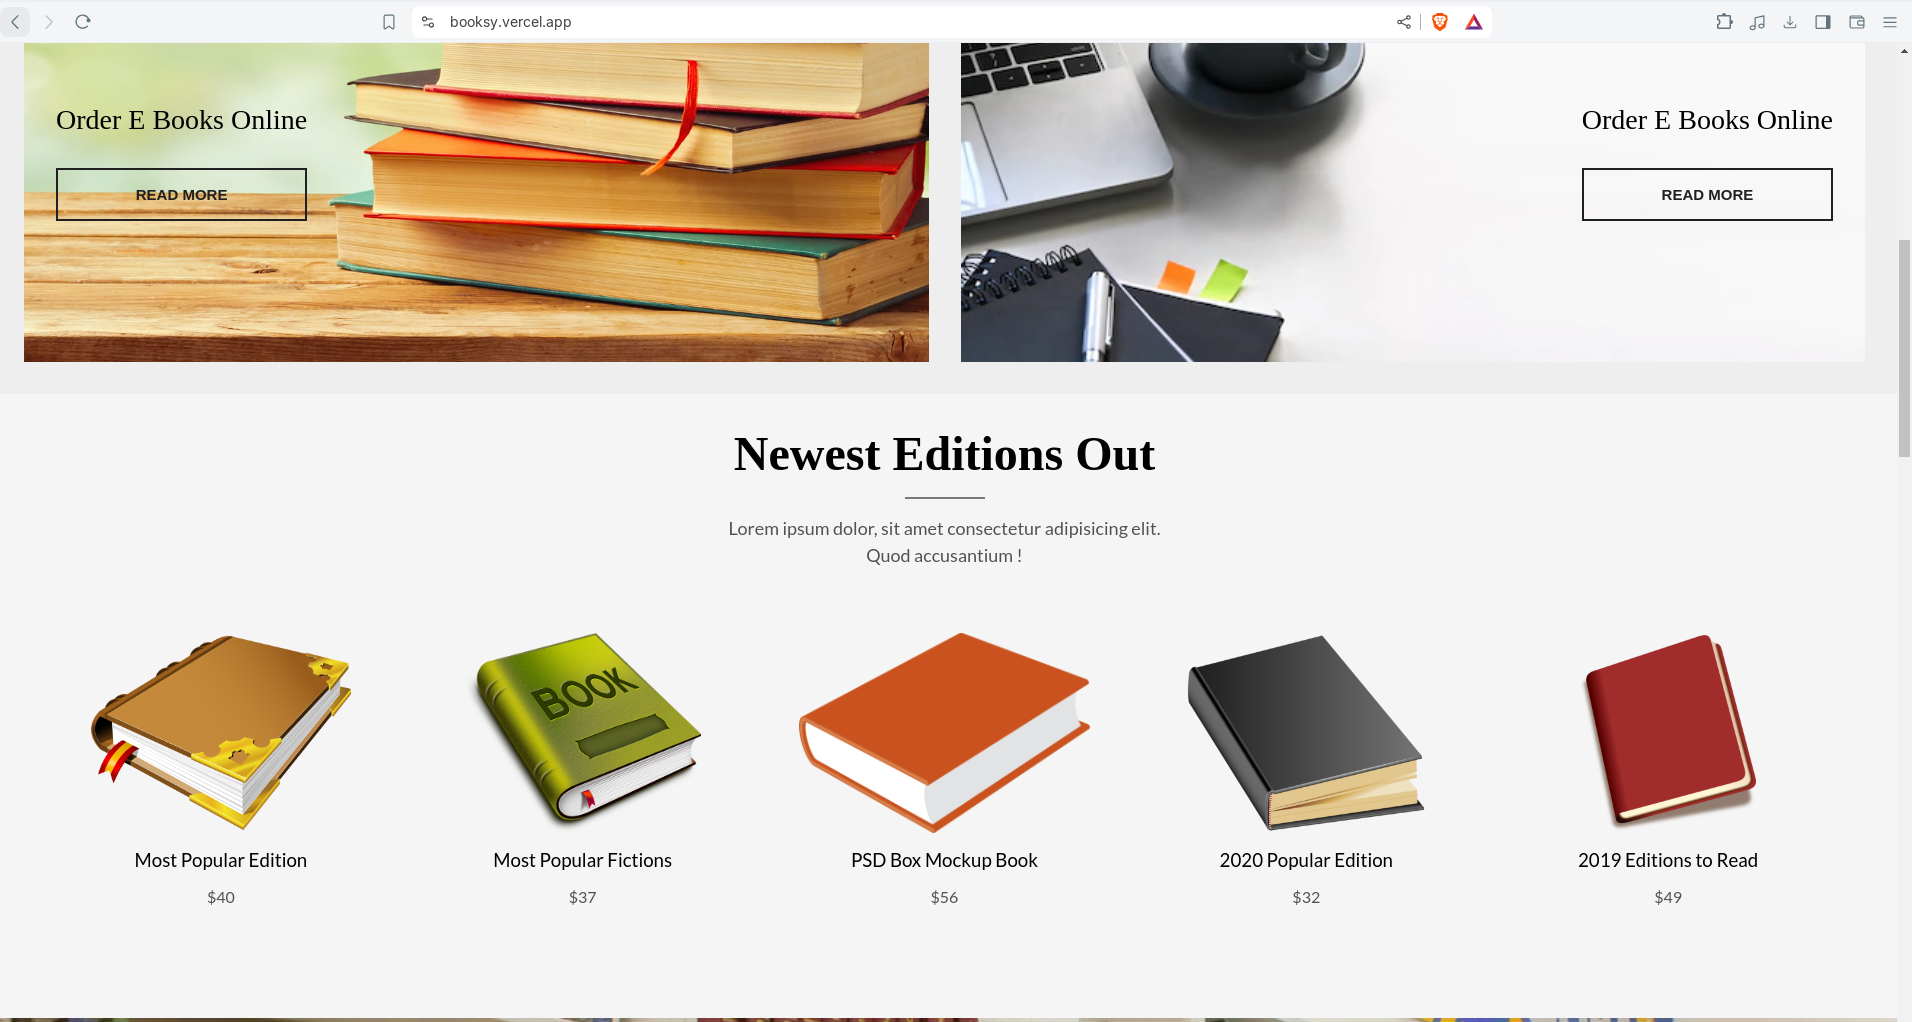 booksy.vercel.app
Order E Books Online
READ MORE
Order E Books Online
READ MORE
Newest Editions Out
Lorem ipsum dolor, sit amet consectetur adipisicing elit.
Quod accusantium !
BOOK
Most Popular Edition
$40
Most Popular Fictions
$37
PSD Box Mockup Book
$56
2020 Popular Edition
$32
2019 Editions to Read
$49